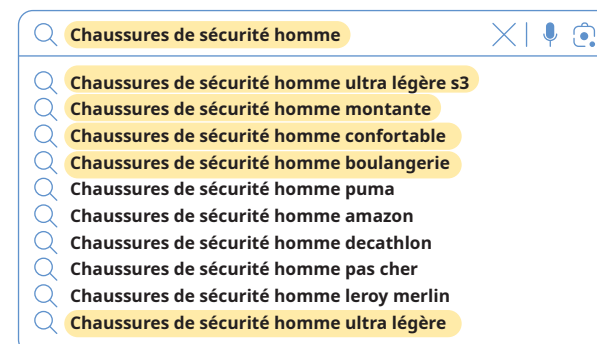 Chaussures de sécurité homme
Chaussures de sécurité homme ultra légère s3
Chaussures de sécurité homme montante
Chaussures de sécurité homme confortable
Chaussures de sécurité homme boulangerie
Chaussures de sécurité homme puma
Chaussures de sécurité homme amazon
Chaussures de sécurité homme decathlon
Chaussures de sécurité homme pas cher
Chaussures de sécurité homme leroy merlin
Chaussures de sécurité homme ultra légère